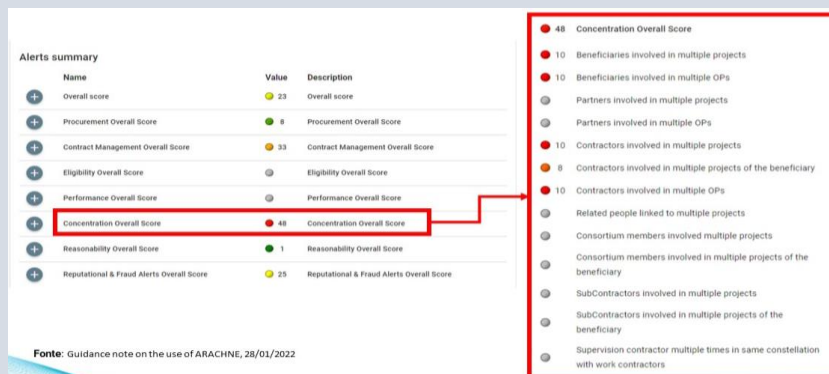 Alerts summary
Name Value Description
Overall score 23 Overall score
Procurement Overall Score 8 Procurement Overall Score
Contract Management Overall Score 33 Contract Management Overall Score
Eligibility Overall Score Eligibility Overall Score
Performance Overall Score Performance Overall Score
Concentration Overall Score 48 Concentration Overall Score
Reasonability Overall Score 1 Reasonability Overall Score
Reputational & Fraud Alerts Overall Score 25 Reputational & Fraud Alerts Overall Score
Fonte: Guidance note on the use of ARACHNE, 28/01/2022
48 Concentration Overall Score
10 Beneficiaries involved in multiple projects
10 Beneficiaries involved in multiple OPs
Partners involved in multiple projects
Partners involved in multiple OPs
10 Contractors involved in multiple projects
8 Contractors involved in multiple projects of the beneficiary
10 Contractors involved in multiple OPs
Related people linked to multiple projects
Consortium members involved multiple projects
Consortium members involved in multiple projects of the
beneficiary
SubContractors involved in multiple projects
SubContractors involved in multiple projects of the
beneficiary
Supervision contractor multiple times in same constellation
with work contractors